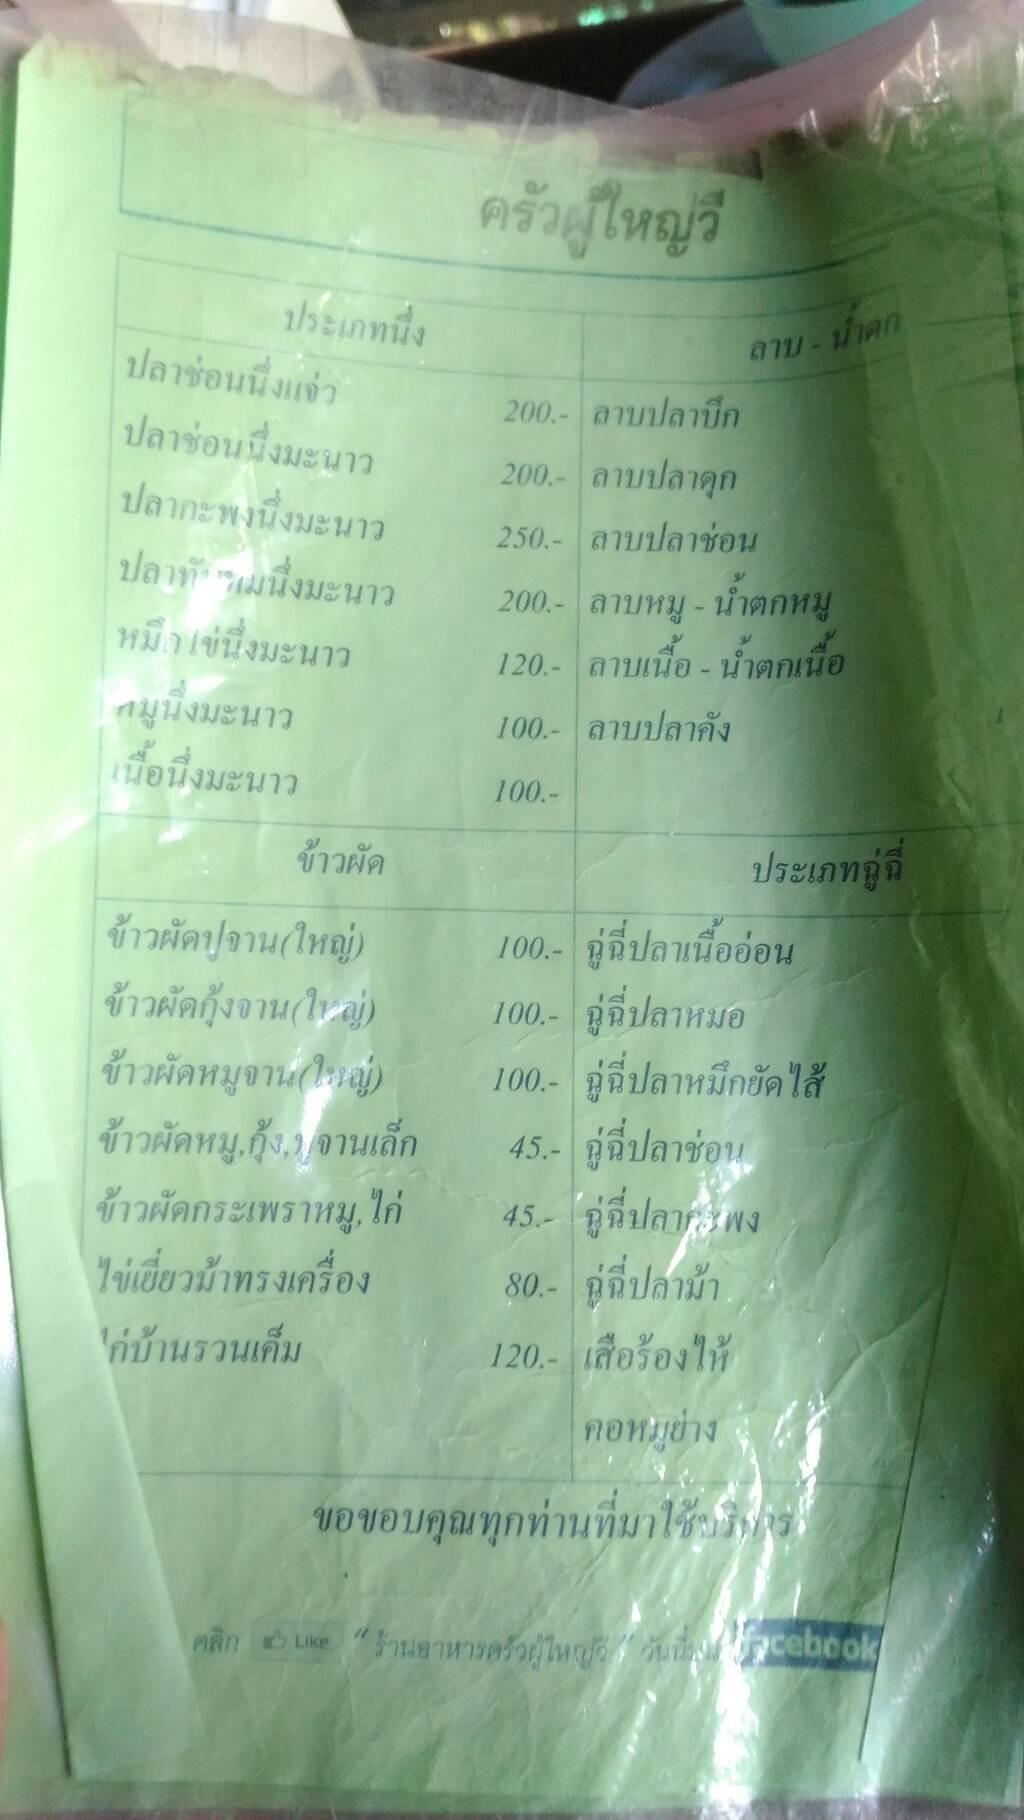 ครัวผู้ใหญ่วี
ประเภทนึ่ง
ปลาช่อนนึ่งแจ่ว 200.-
ปลาช่อนนึ่งมะนาว 200.-
ปลากะพงนึ่งมะนาว 250.-
ปลาทับทิมนึ่งมะนาว 200.-
หมึกไข่นึ่งมะนาว 120.-
หมูนึ่งมะนาว 100.-
เนื้อนึ่งมะนาว 100.-
ลาบ - น้ำตก
ลาบปลาบึก
ลาบปลาดุก
ลาบปลาช่อน
ลาบหมู - น้ำตกหมู
ลาบเนื้อ - น้ำตกเนื้อ
ลาบปลาคัง
ข้าวผัด
ข้าวผัดปูจาน(ใหญ่) 100.-
ข้าวผัดกุ้งจาน(ใหญ่) 100.-
ข้าวผัดหมูจาน(ใหญ่) 100.-
ข้าวผัดหมู,กุ้ง,ปูจานเล็ก 45.-
ข้าวผัดกระเพราหมู,ไก่ 45.-
ไข่เยี่ยวม้าทรงเครื่อง 80.-
ไก่บ้านรวนเค็ม 120.-
ประเภทฉู่ฉี่
ฉู่ฉี่ปลาเนื้ออ่อน
ฉู่ฉี่ปลาหมอ
ฉู่ฉี่ปลาหมึกยัดไส้
ฉู่ฉี่ปลาช่อน
ฉู่ฉี่ปลากะพง
ฉู่ฉี่ปลาม้า
เสือร้องไห้
คอหมูย่าง
ขอขอบคุณทุกท่านที่มาใช้บริการ
คลิก Like " ร้านอาหารครัวผู้ใหญ่วี " วันนี้ facebook